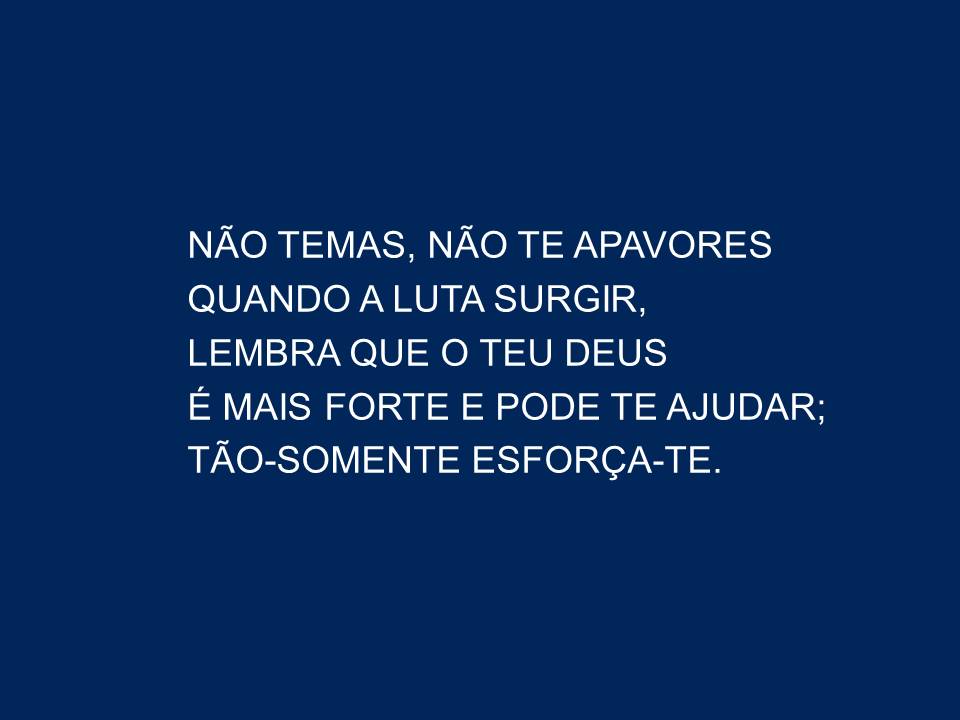 NÃO TEMAS, NÃO TE APAVORES
QUANDO A LUTA SURGIR,
LEMBRA QUE O TEU DEUS
É MAIS FORTE E PODE TE AJUDAR;
TÃO-SOMENTE ESFORÇA-TE.